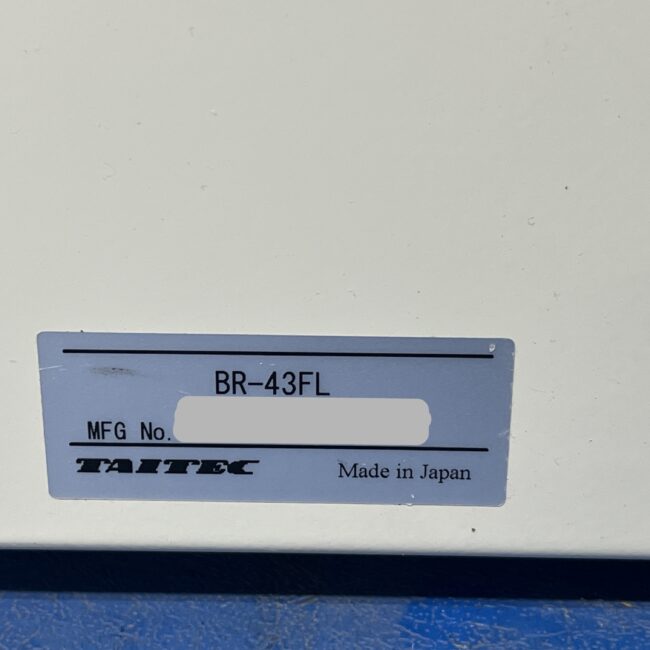 BR-43FL
MFG No.
TAITEC
Made in Japan